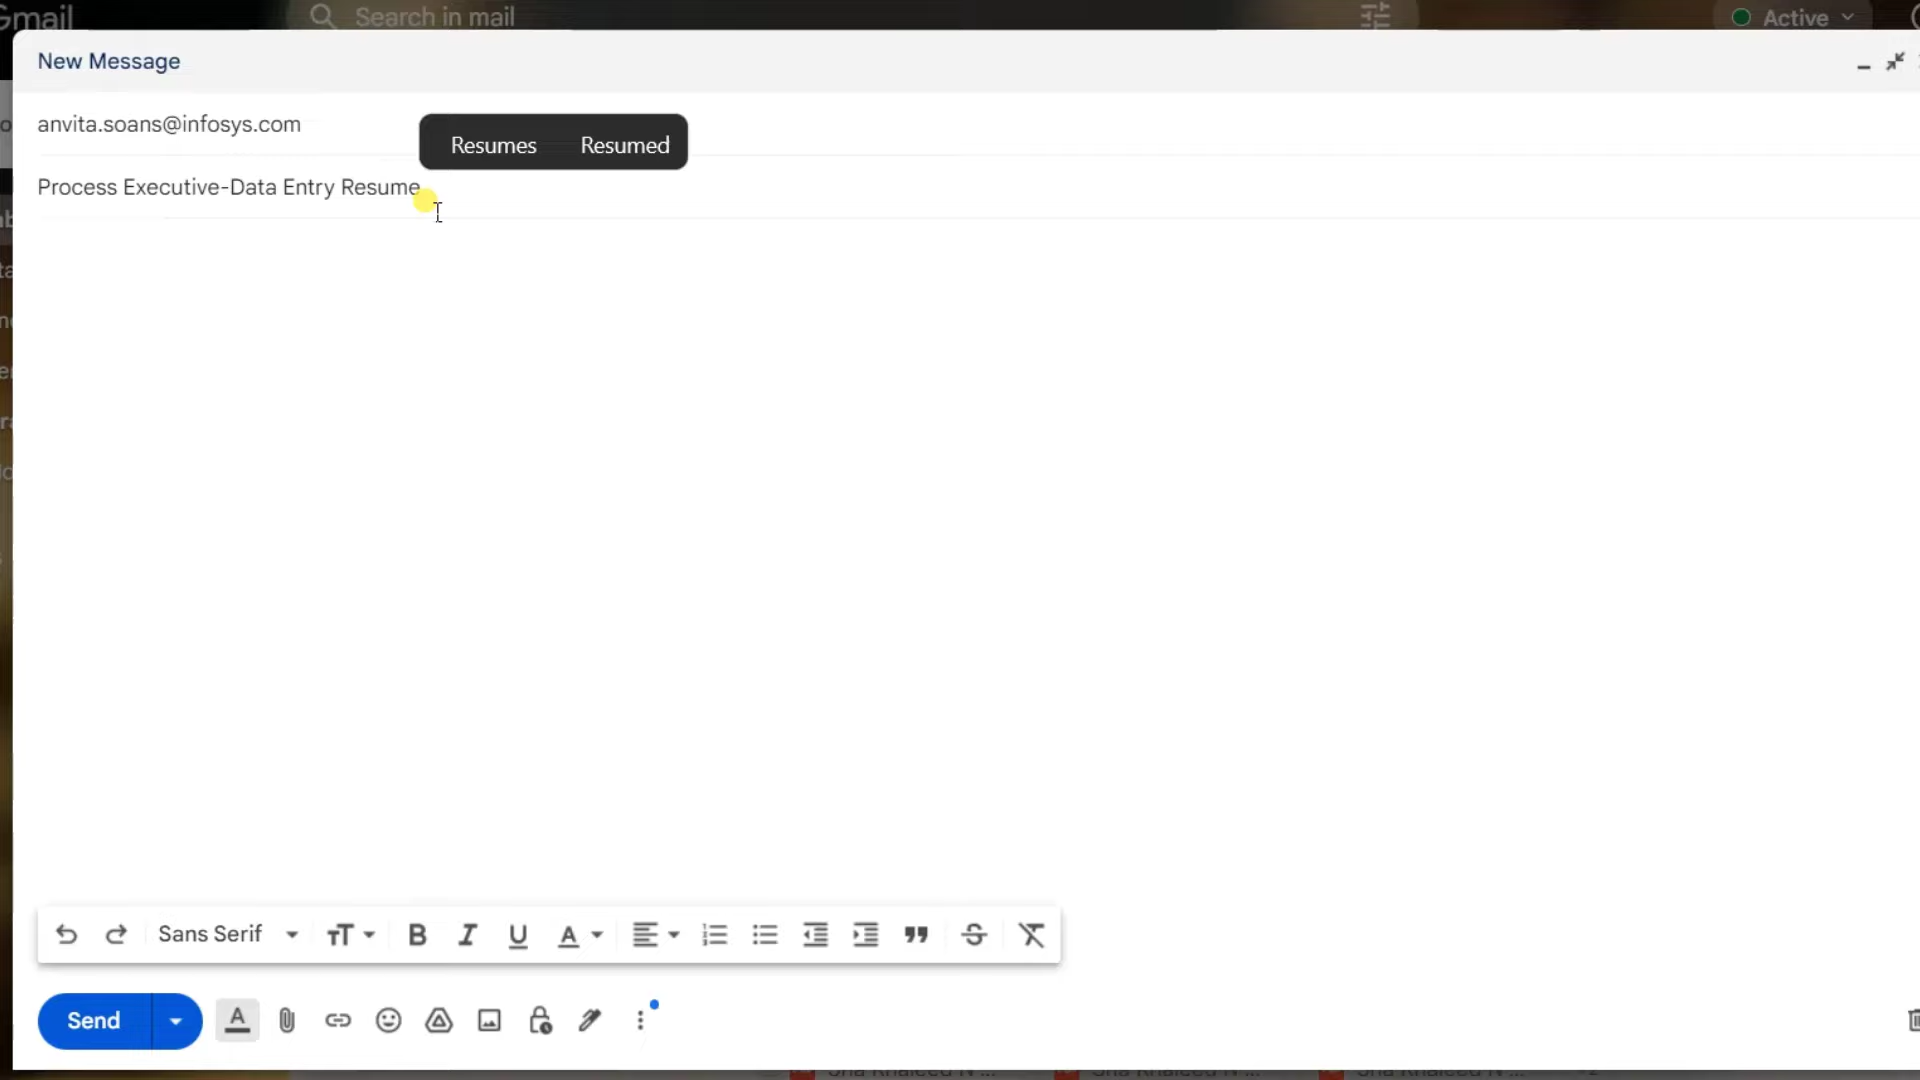 Gmail
Search in mail
Active
New Message
anvita.soans@infosys.com
Resumes Resumed
Process Executive-Data Entry Resume
Sans Serif
Send